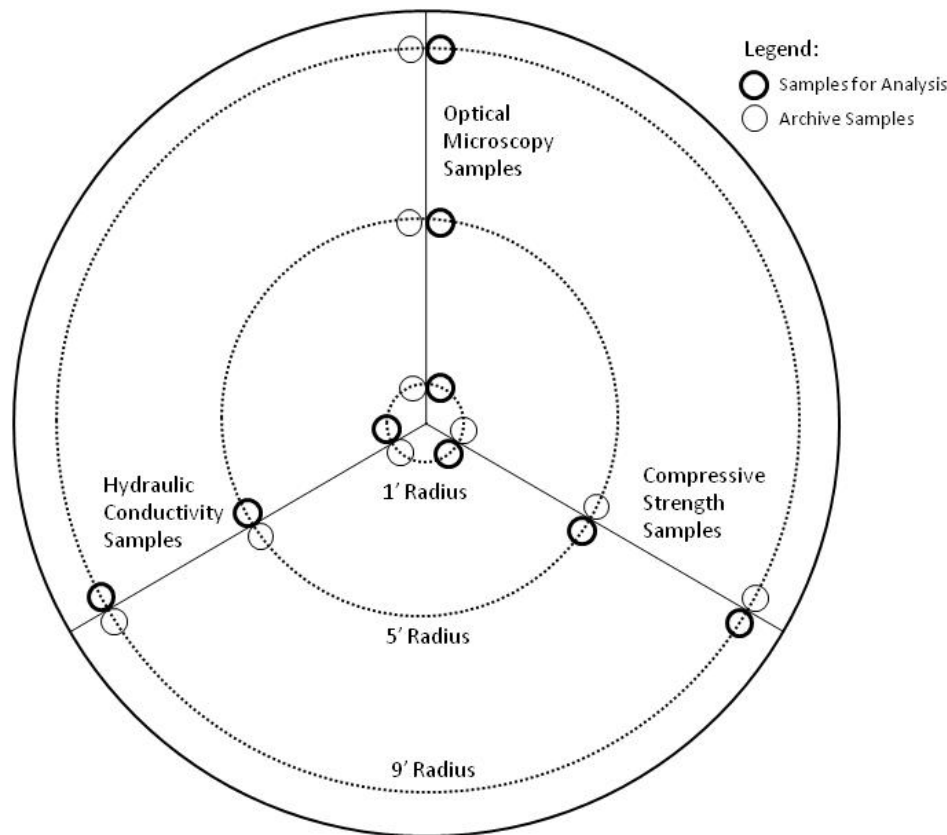 Legend:
Samples for Analysis
Archive Samples
Optical
Microscopy
Samples
1′ Radius
Hydraulic
Conductivity
Samples
Compressive
Strength
Samples
5′ Radius
9′ Radius